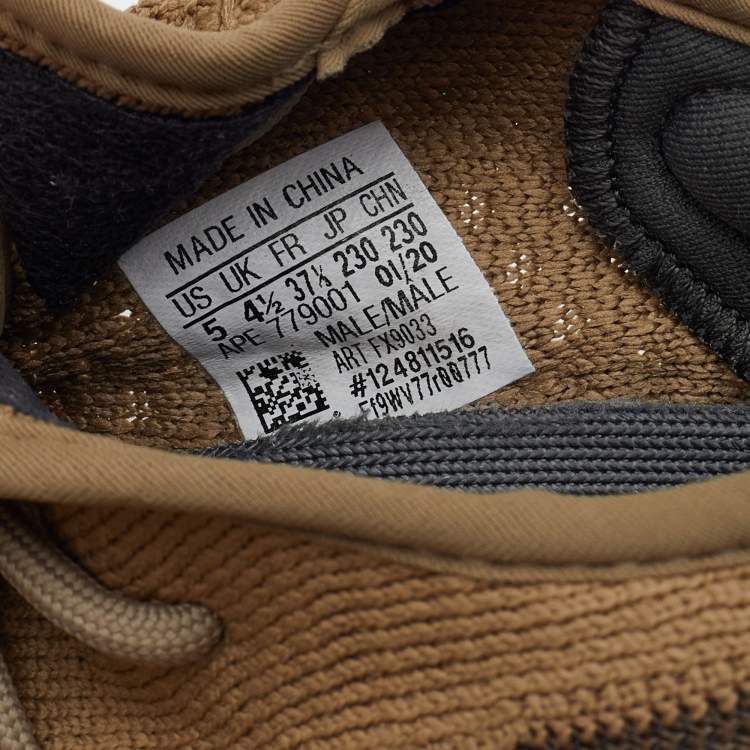 MADE IN CHINA
US UK FR JP CHN
5 4½ 37⅓ 230 230
APE 779001 01/20
MALE/MALE
ART FX9033
#124811516
Ef9WV77r00777